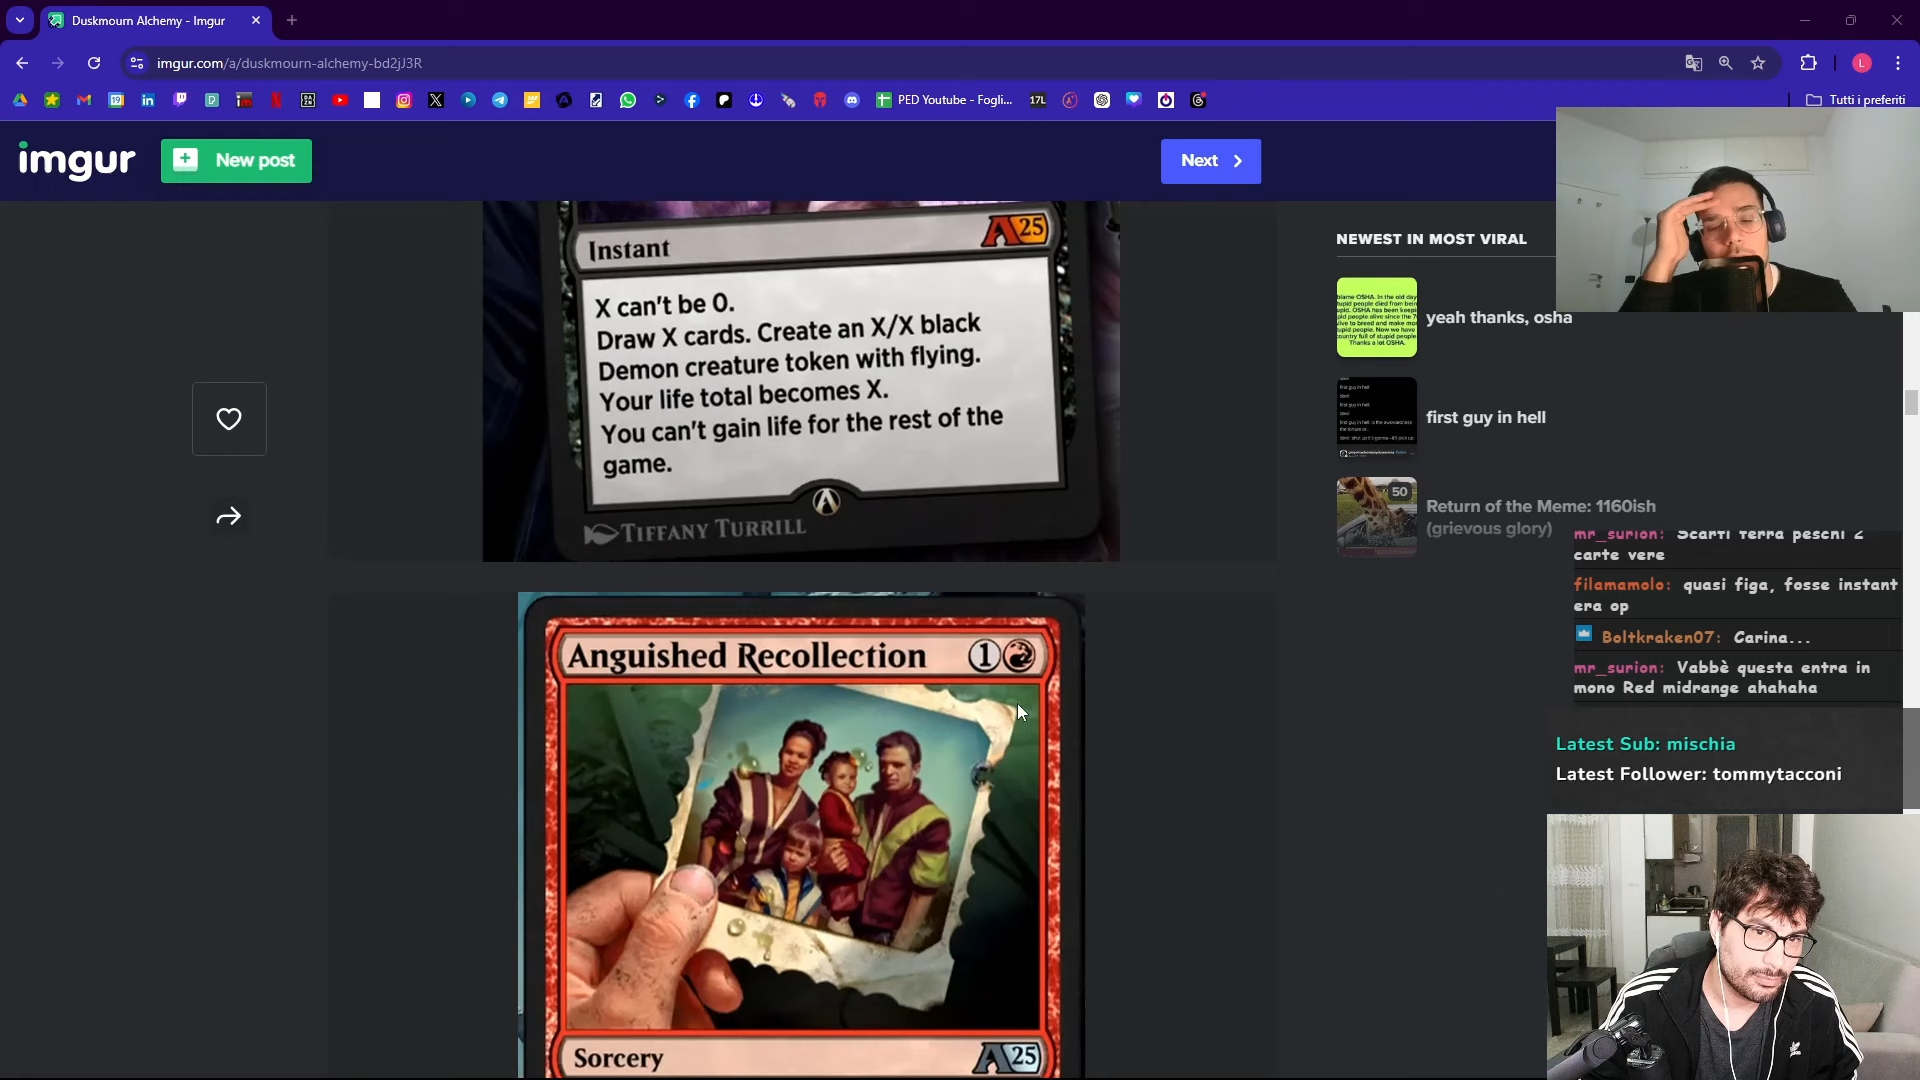 Duskmourn Alchemy - Imgur
imgur.com/a/duskmourn-alchemy-bd2jJ3R
PED Youtube - Fogli...
17L
Tutti i preferiti
imgur
New post
Next
A25
Instant
X can't be 0.
Draw X cards. Create an X/X black
Demon creature token with flying.
Your life total becomes X.
You can't gain life for the rest of the
game.
TIFFANY TURRILL
Anguished Recollection 1
Sorcery
A25
NEWEST IN MOST VIRAL
yeah thanks, osha
first guy in hell
50
Return of the Meme: 1160ish
(grievous glory)
mr_surion: Scarti terra peschi 2
carte vere
filamamolo: quasi figa, fosse instant
era op
Boltkraken07: Carina...
mr_surion: Vabbè questa entra in
mono Red midrange ahahaha
Latest Sub: mischia
Latest Follower: tommytacconi